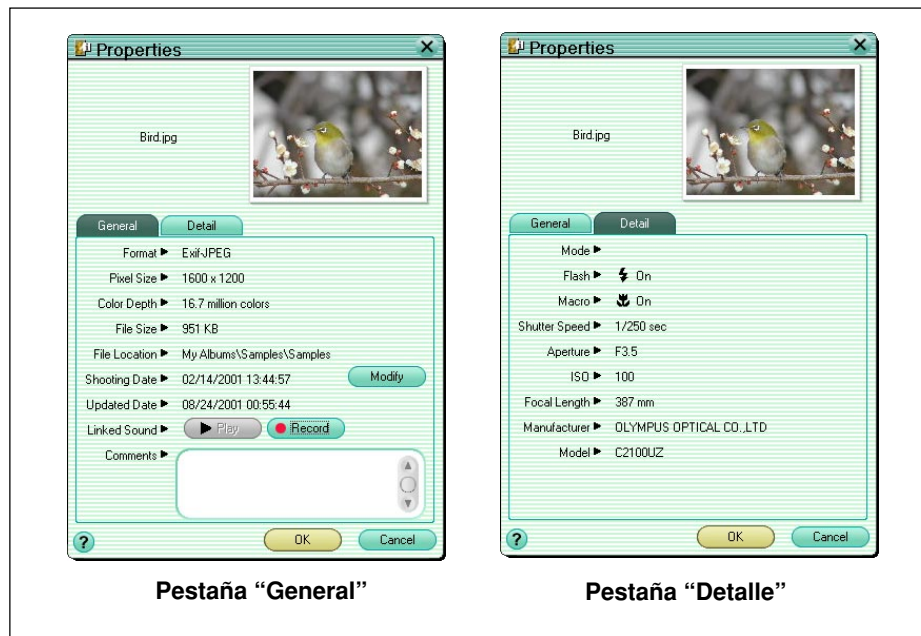 Properties
Bird.jpg
General Detail
Format Exif-JPEG
Pixel Size 1600 x 1200
Color Depth 16.7 million colors
File Size 951 KB
File Location My Albums\Samples\Samples
Shooting Date 02/14/2001 13:44:57 Modify
Updated Date 08/24/2001 00:55:44
Linked Sound Play Record
Comments
? OK Cancel
Pestaña “General”
Properties
Bird.jpg
General Detail
Mode
Flash On
Macro On
Shutter Speed 1/250 sec
Aperture F3.5
ISO 100
Focal Length 387 mm
Manufacturer OLYMPUS OPTICAL CO.,LTD
Model C2100UZ
? OK Cancel
Pestaña “Detalle”